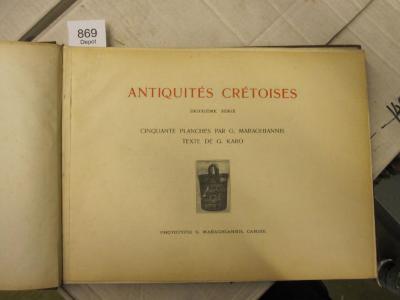 869
Depot
ANTIQUITÉS CRÉTOISES
DEUXIÈME SÉRIE
CINQUANTE PLANCHES PAR G. MARAGHIANNIS
TEXTE DE G. KARO
PHOTOTYPIE G. MARAGHIANNIS, CANDIE